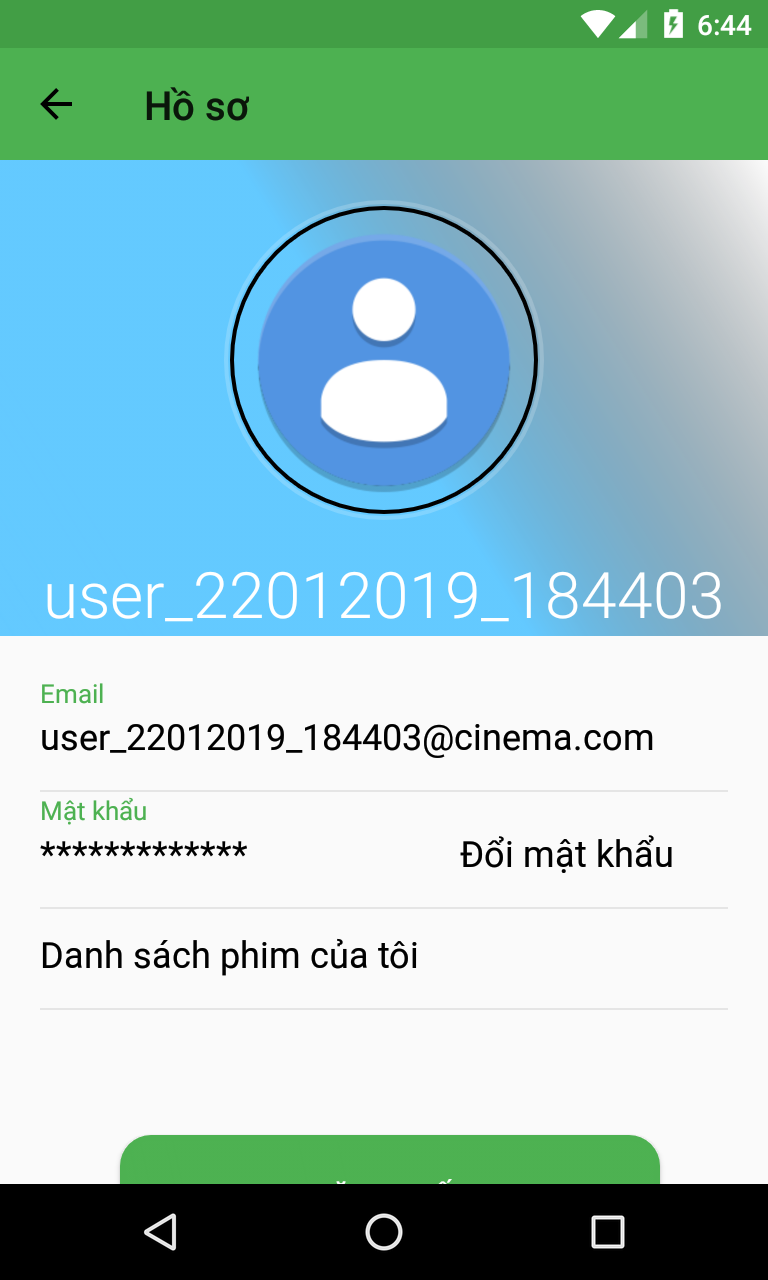 6:44
Hồ sơ
user_22012019_184403
Email
user_22012019_184403@cinema.com
Mật khẩu
*************
Đổi mật khẩu
Danh sách phim của tôi